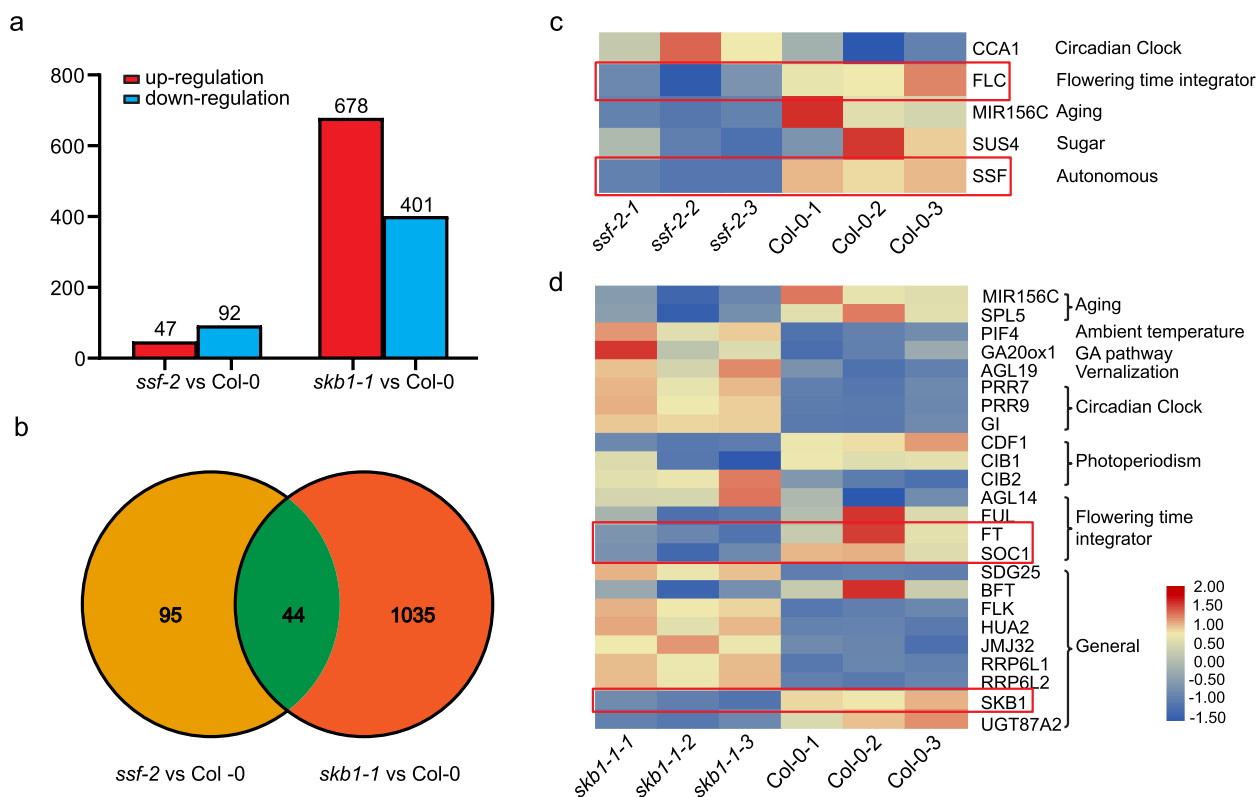 a
800
600
400
200
0
up-regulation
down-regulation
47
92
678
401
ssf-2 vs Col-0
skb1-1 vs Col-0
b
95
44
1035
ssf-2 vs Col -0
skb1-1 vs Col-0
c
CCA1 Circadian Clock
FLC Flowering time integrator
MIR156C Aging
SUS4 Sugar
SSF Autonomous
ssf-2-1
ssf-2-2
ssf-2-3
Col-0-1
Col-0-2
Col-0-3
d
MIR156C
SPL5
PIF4
GA20ox1
AGL19
PRR7
PRR9
GI
CDF1
CIB1
CIB2
AGL14
FUL
FT
SOC1
SDG25
BFT
FLK
HUA2
JMJ32
RRP6L1
RRP6L2
SKB1
UGT87A2
Aging
Ambient temperature
GA pathway
Vernalization
Circadian Clock
Photoperiodism
Flowering time
integrator
General
skb1-1-1
skb1-1-2
skb1-1-3
Col-0-1
Col-0-2
Col-0-3
2.00
1.50
1.00
0.50
0.00
-0.50
-1.00
-1.50